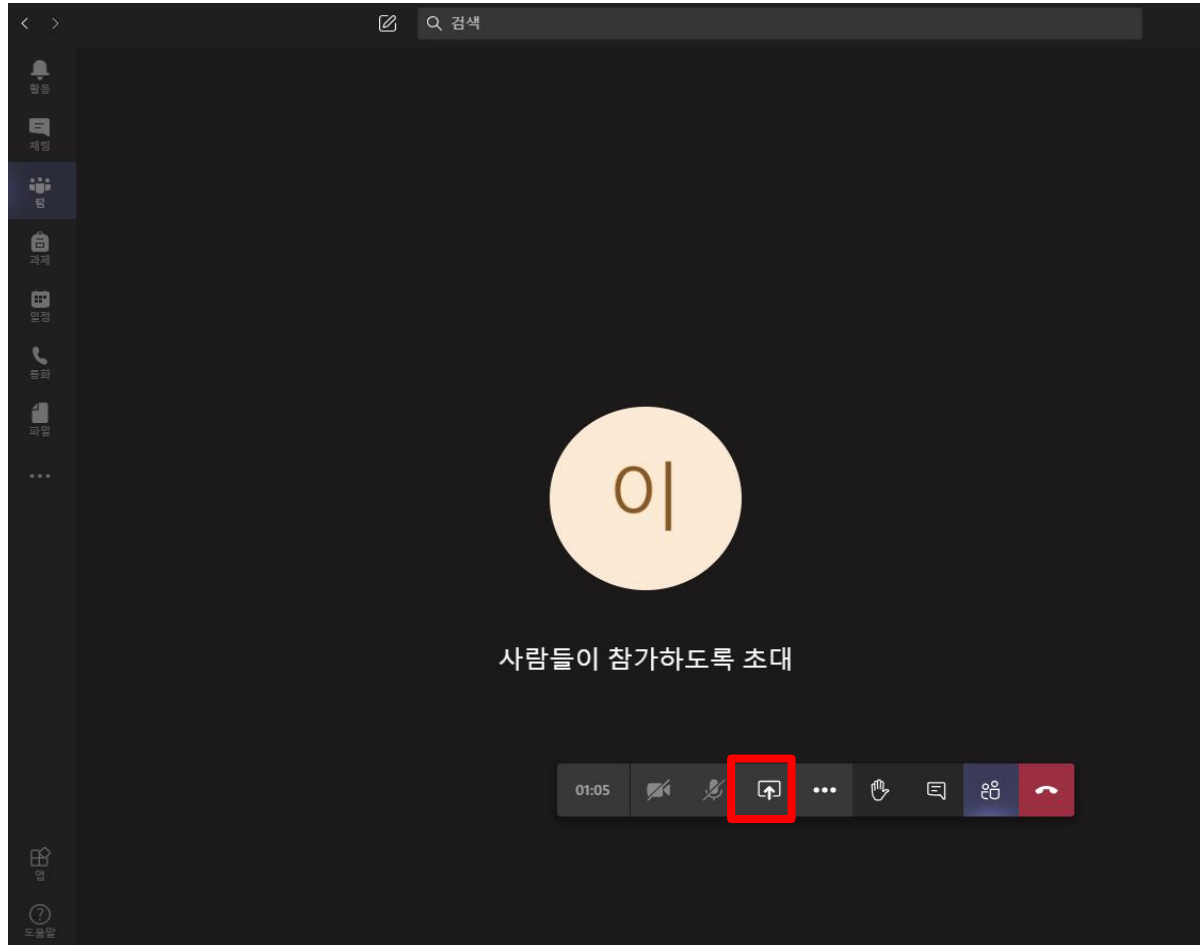 검색
활동
채팅
팀
과제
일정
통화
파일
이
사람들이 참가하도록 초대
01:05
앱
도움말